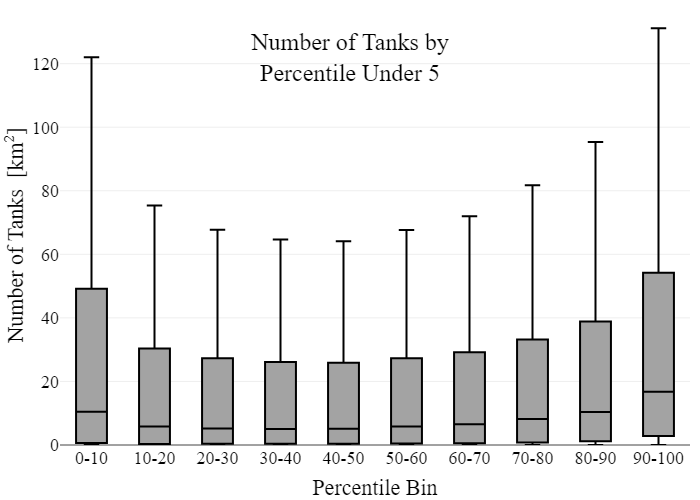 Number of Tanks by
Percentile Under 5
Number of Tanks [km²]
120
100
80
60
40
20
0
0-10 10-20 20-30 30-40 40-50 50-60 60-70 70-80 80-90 90-100
Percentile Bin